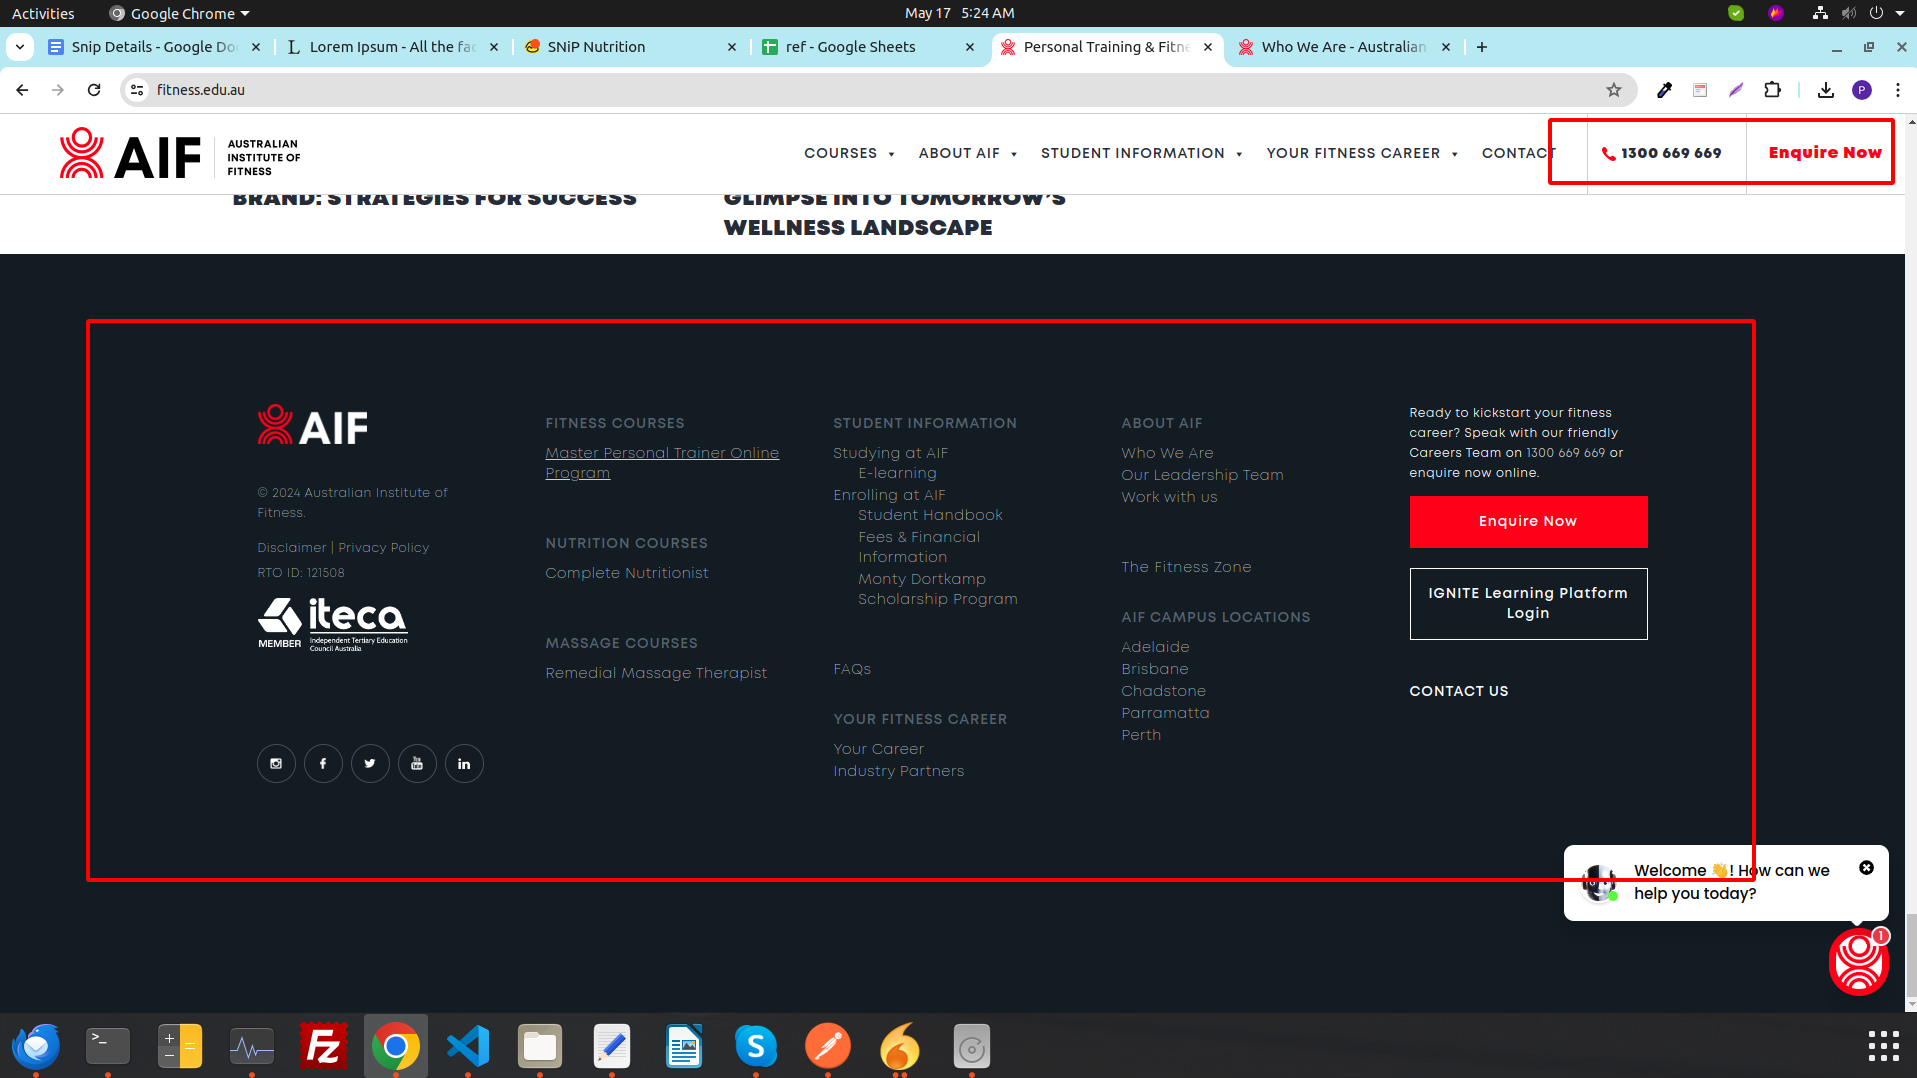 Activities
Google Chrome
May 17 5:24 AM
Snip Details - Google Do
Lorem Ipsum - All the fac
SNiP Nutrition
ref - Google Sheets
Personal Training & Fitne
Who We Are - Australian
fitness.edu.au
P
AIF
AUSTRALIAN
INSTITUTE OF
FITNESS
COURSES
ABOUT AIF
STUDENT INFORMATION
YOUR FITNESS CAREER
CONTACT
1300 669 669
Enquire Now
BRAND: STRATEGIES FOR SUCCESS
GLIMPSE INTO TOMORROW'S
WELLNESS LANDSCAPE
AIF
© 2024 Australian Institute of
Fitness.
Disclaimer | Privacy Policy
RTO ID: 121508
iteca
MEMBER
Independent Tertiary Education
Council Australia
FITNESS COURSES
Master Personal Trainer Online
Program
NUTRITION COURSES
Complete Nutritionist
MASSAGE COURSES
Remedial Massage Therapist
STUDENT INFORMATION
Studying at AIF
E-learning
Enrolling at AIF
Student Handbook
Fees & Financial
Information
Monty Dortkamp
Scholarship Program
FAQs
YOUR FITNESS CAREER
Your Career
Industry Partners
ABOUT AIF
Who We Are
Our Leadership Team
Work with us
The Fitness Zone
AIF CAMPUS LOCATIONS
Adelaide
Brisbane
Chadstone
Parramatta
Perth
Ready to kickstart your fitness
career? Speak with our friendly
Careers Team on 1300 669 669 or
enquire now online.
Enquire Now
IGNITE Learning Platform
Login
CONTACT US
Welcome 👋! How can we
help you today?
1